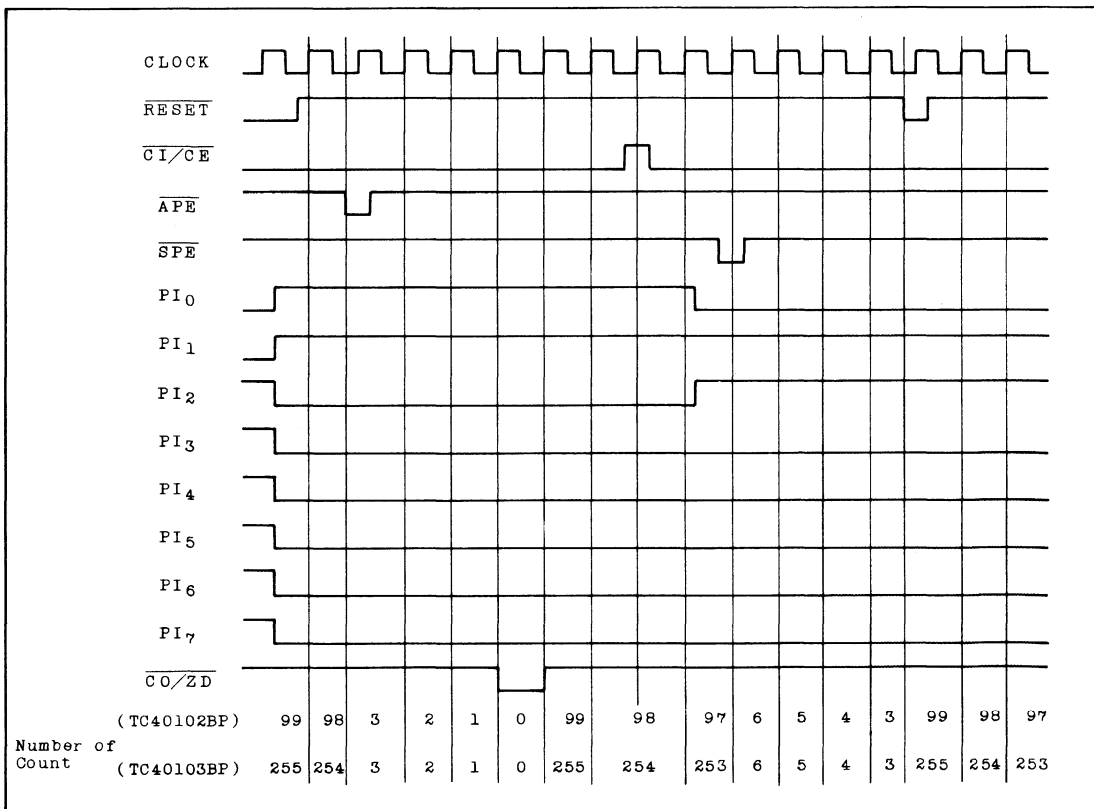 CLOCK
RESET
CI/CE
APE
SPE
PI0
PI1
PI2
PI3
PI4
PI5
PI6
PI7
CO/ZD
(TC40102BP) 99 98 3 2 1 0 99 98 97 6 5 4 3 99 98 97
Number of
Count
(TC40103BP) 255 254 3 2 1 0 255 254 253 6 5 4 3 255 254 253